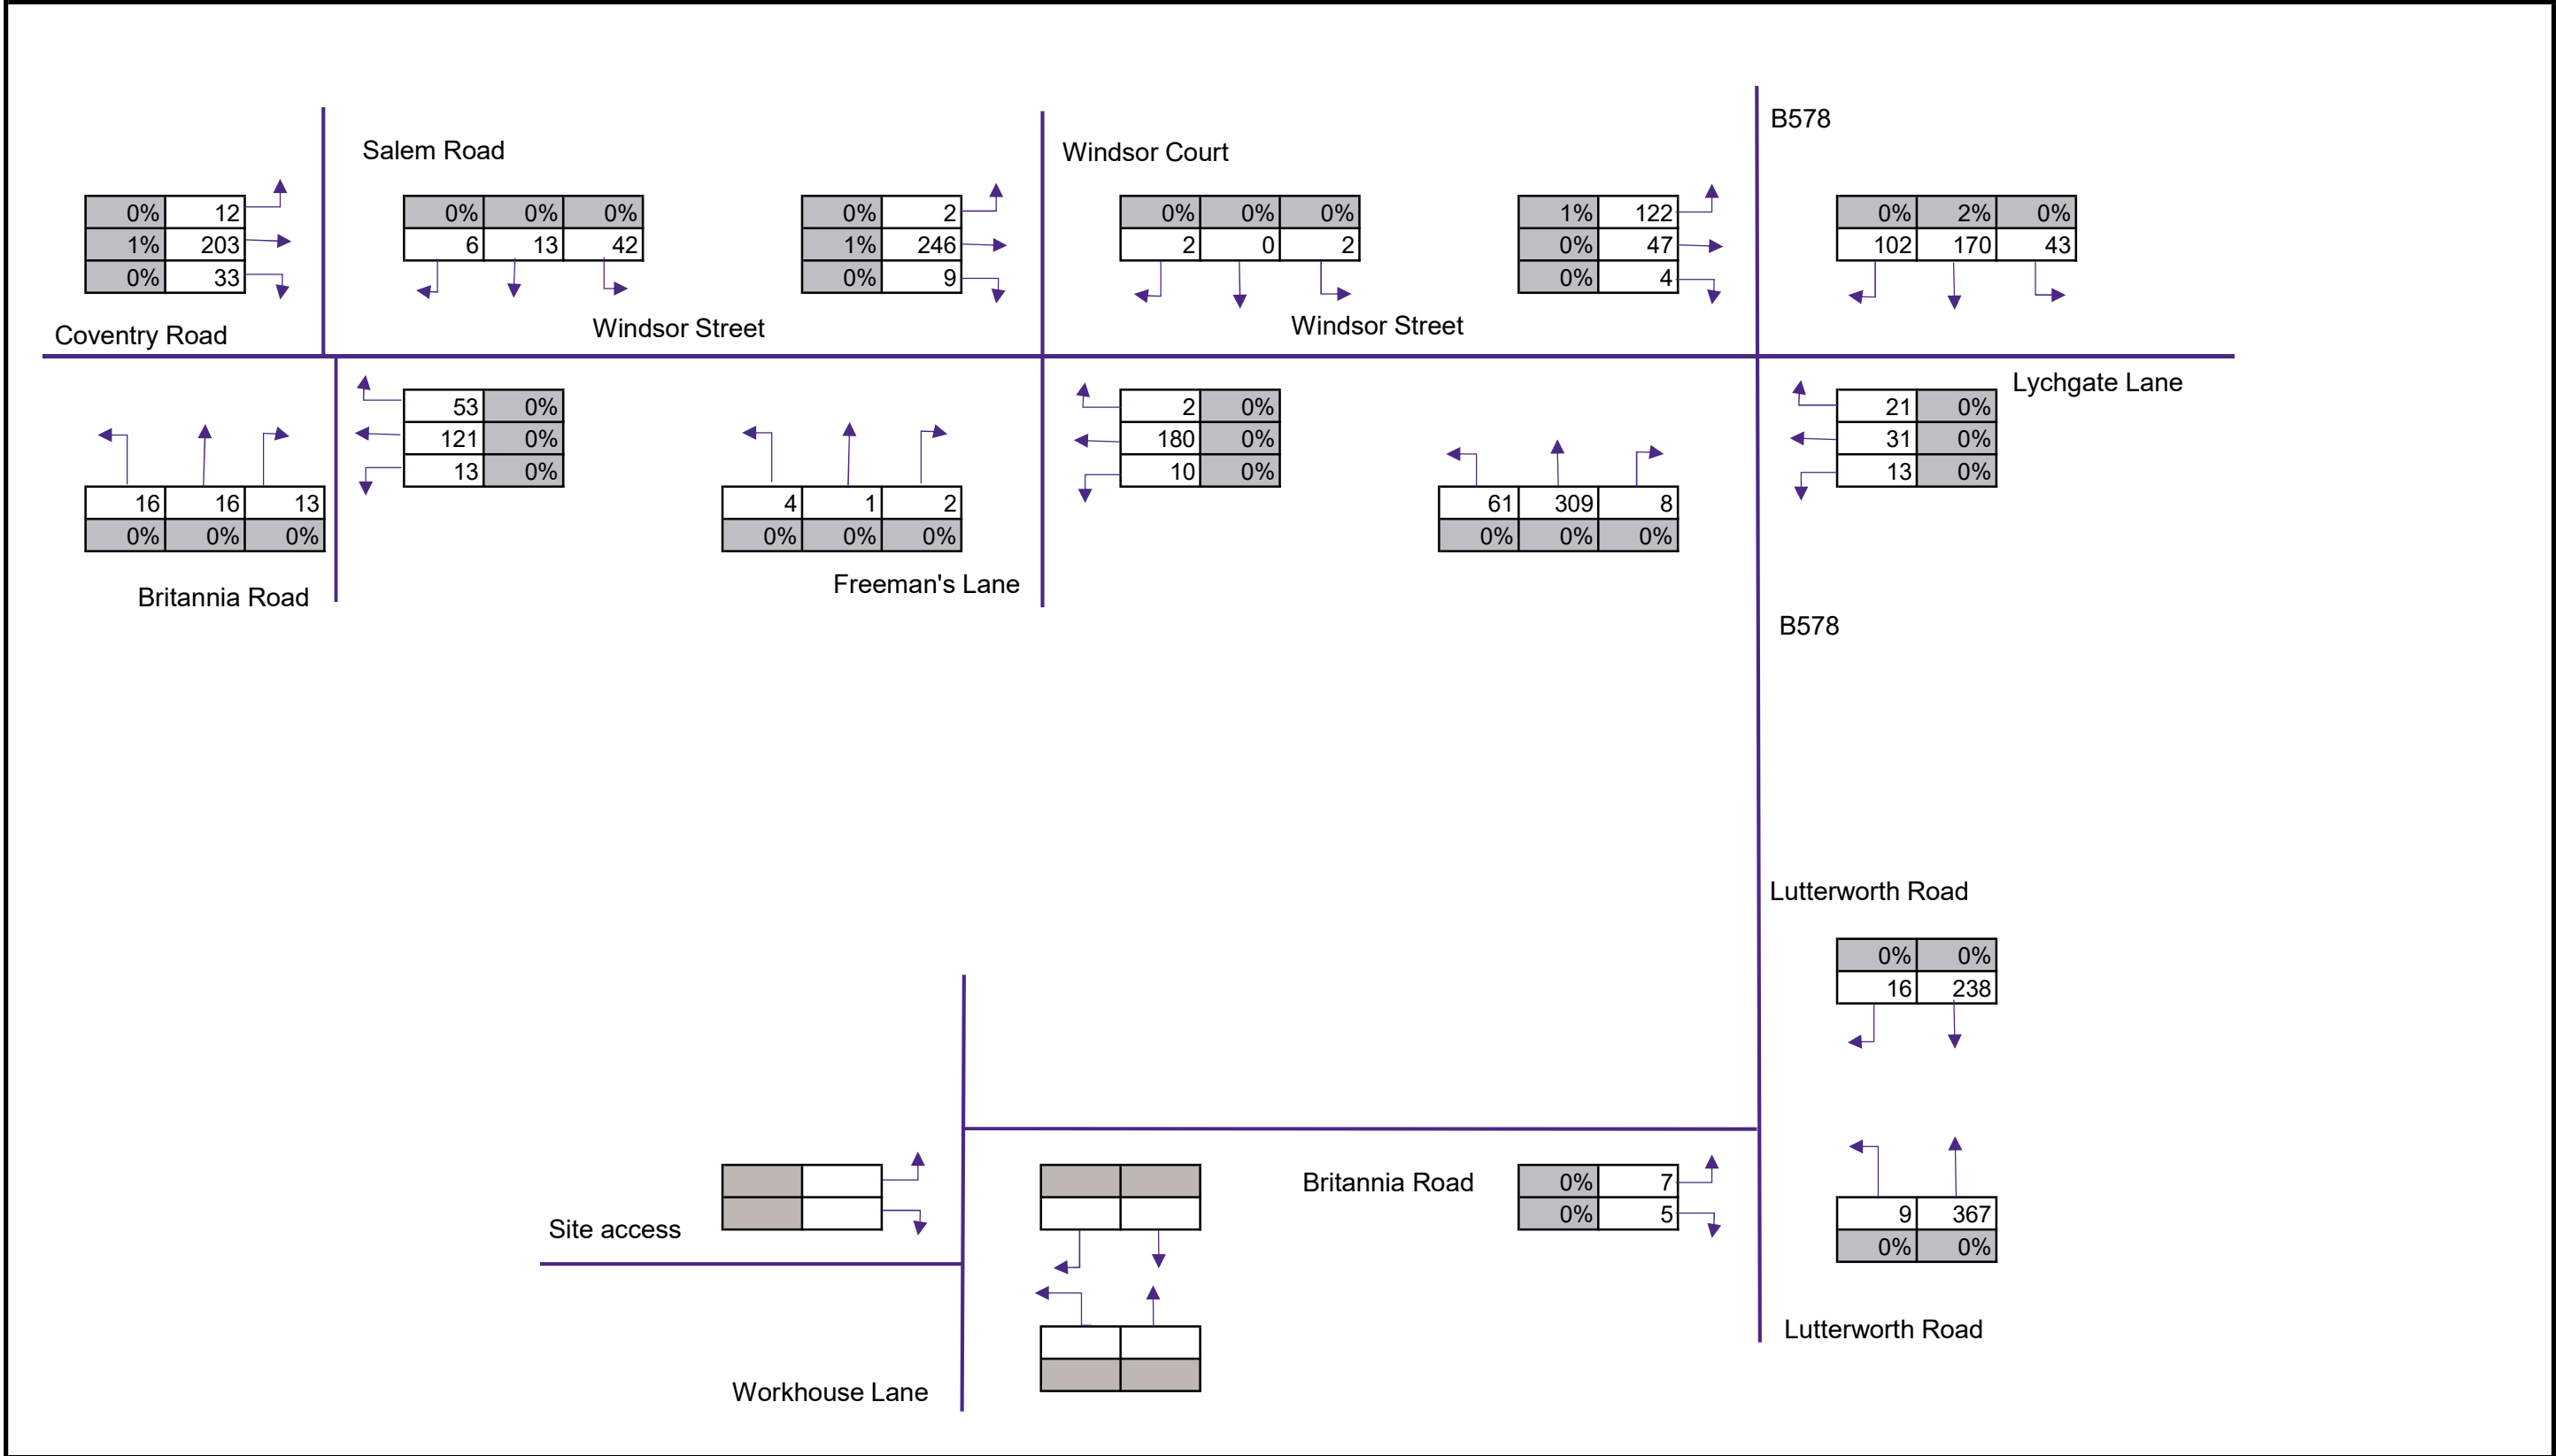 B578
Salem Road
Windsor Court
0% 12
1% 203
0% 33
0% 0% 0%
6 13 42
0% 2
1% 246
0% 9
0% 0% 0%
2 0 2
1% 122
0% 47
0% 4
0% 2% 0%
102 170 43
Coventry Road
Windsor Street
Windsor Street
Lychgate Lane
53 0%
121 0%
13 0%
2 0%
180 0%
10 0%
21 0%
31 0%
13 0%
16 16 13
0% 0% 0%
4 1 2
0% 0% 0%
61 309 8
0% 0% 0%
Britannia Road
Freeman's Lane
B578
Lutterworth Road
0% 0%
16 238
Site access
Britannia Road
0% 7
0% 5
9 367
0% 0%
Lutterworth Road
Workhouse Lane